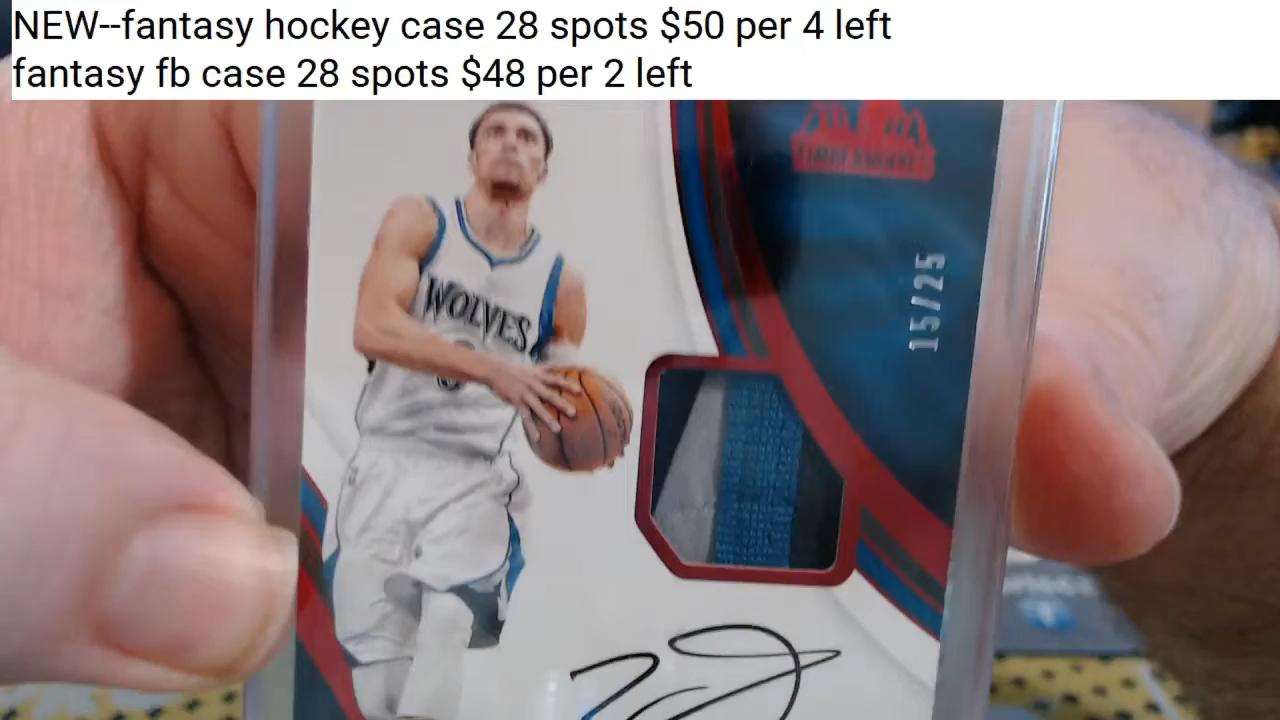 NEW--fantasy hockey case 28 spots $50 per 4 left
fantasy fb case 28 spots $48 per 2 left
TIMBERWOLVES
15/25
WOLVES